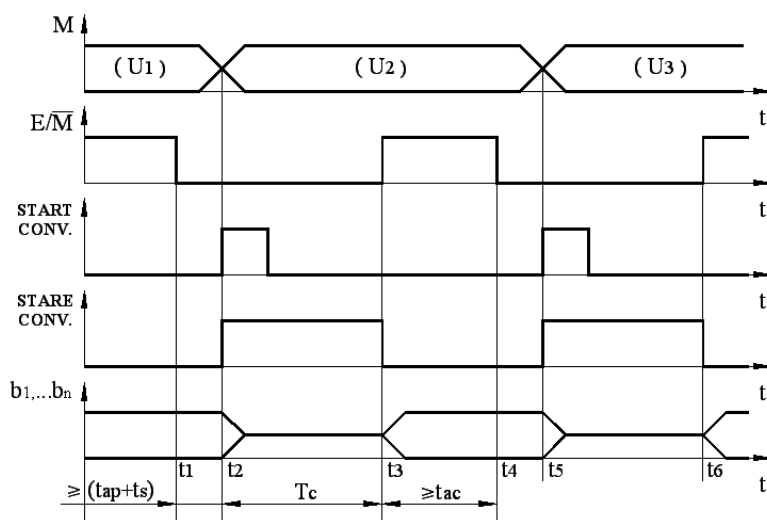 M
( U1 ) ( U2 ) ( U3 )
t
E/M̅
t
START
CONV.
t
STARE
CONV.
t
b1,...bn
t1 t2 t3 t4 t5 t6
t
≥ (tap+ts) Tc ≥tac